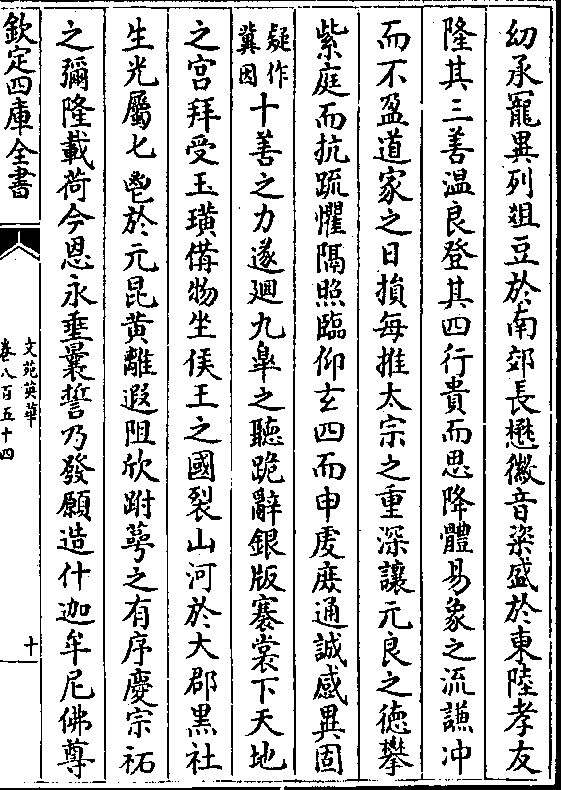 幼承寵異列俎豆於南郊長懋徽音粢盛於東陸孝友
隆其三善温良登其四行貴而思降體易象之流謙冲
而不盈道家之日損每推太宗之重深讓元良之徳攀
紫庭而抗疏懼隔照臨仰玄四而申虔庶通誠感異固
疑作冀因
十善之力遂廻九臯之聽跪辭銀版褰裳下天地
之宫拜受玉璜備物坐侯王之國裂山河於大郡黒社
生光屬匕鬯於元昆黄離遐阻欣跗萼之有序慶宗祏
之彌隆載荷今恩永垂曩誓乃發願造什迦牟尼佛尊
欽定四庫全書
文苑英華
卷八百五十四
十